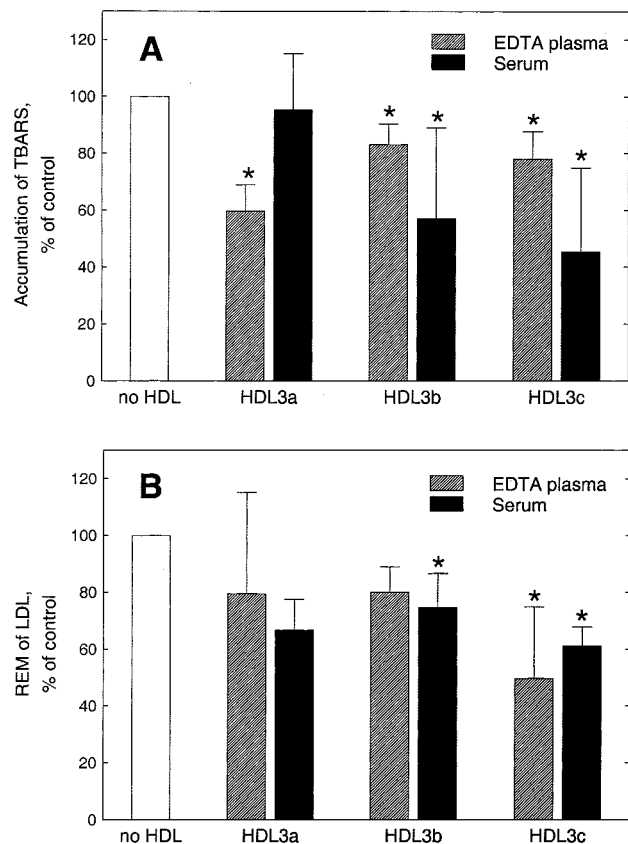 A
EDTA plasma
Serum
Accumulation of TBARS,
% of control
120
100
80
60
40
20
0
*
*
*
*
*
no HDL
HDL3a
HDL3b
HDL3c
B
EDTA plasma
Serum
REM of LDL,
% of control
120
100
80
60
40
20
0
*
*
*
no HDL
HDL3a
HDL3b
HDL3c